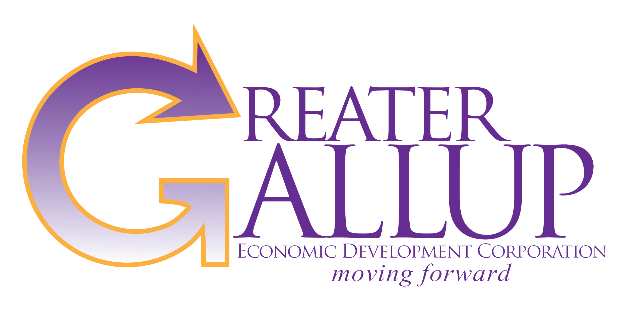 GREATER
GALLUP
ECONOMIC DEVELOPMENT CORPORATION
moving forward